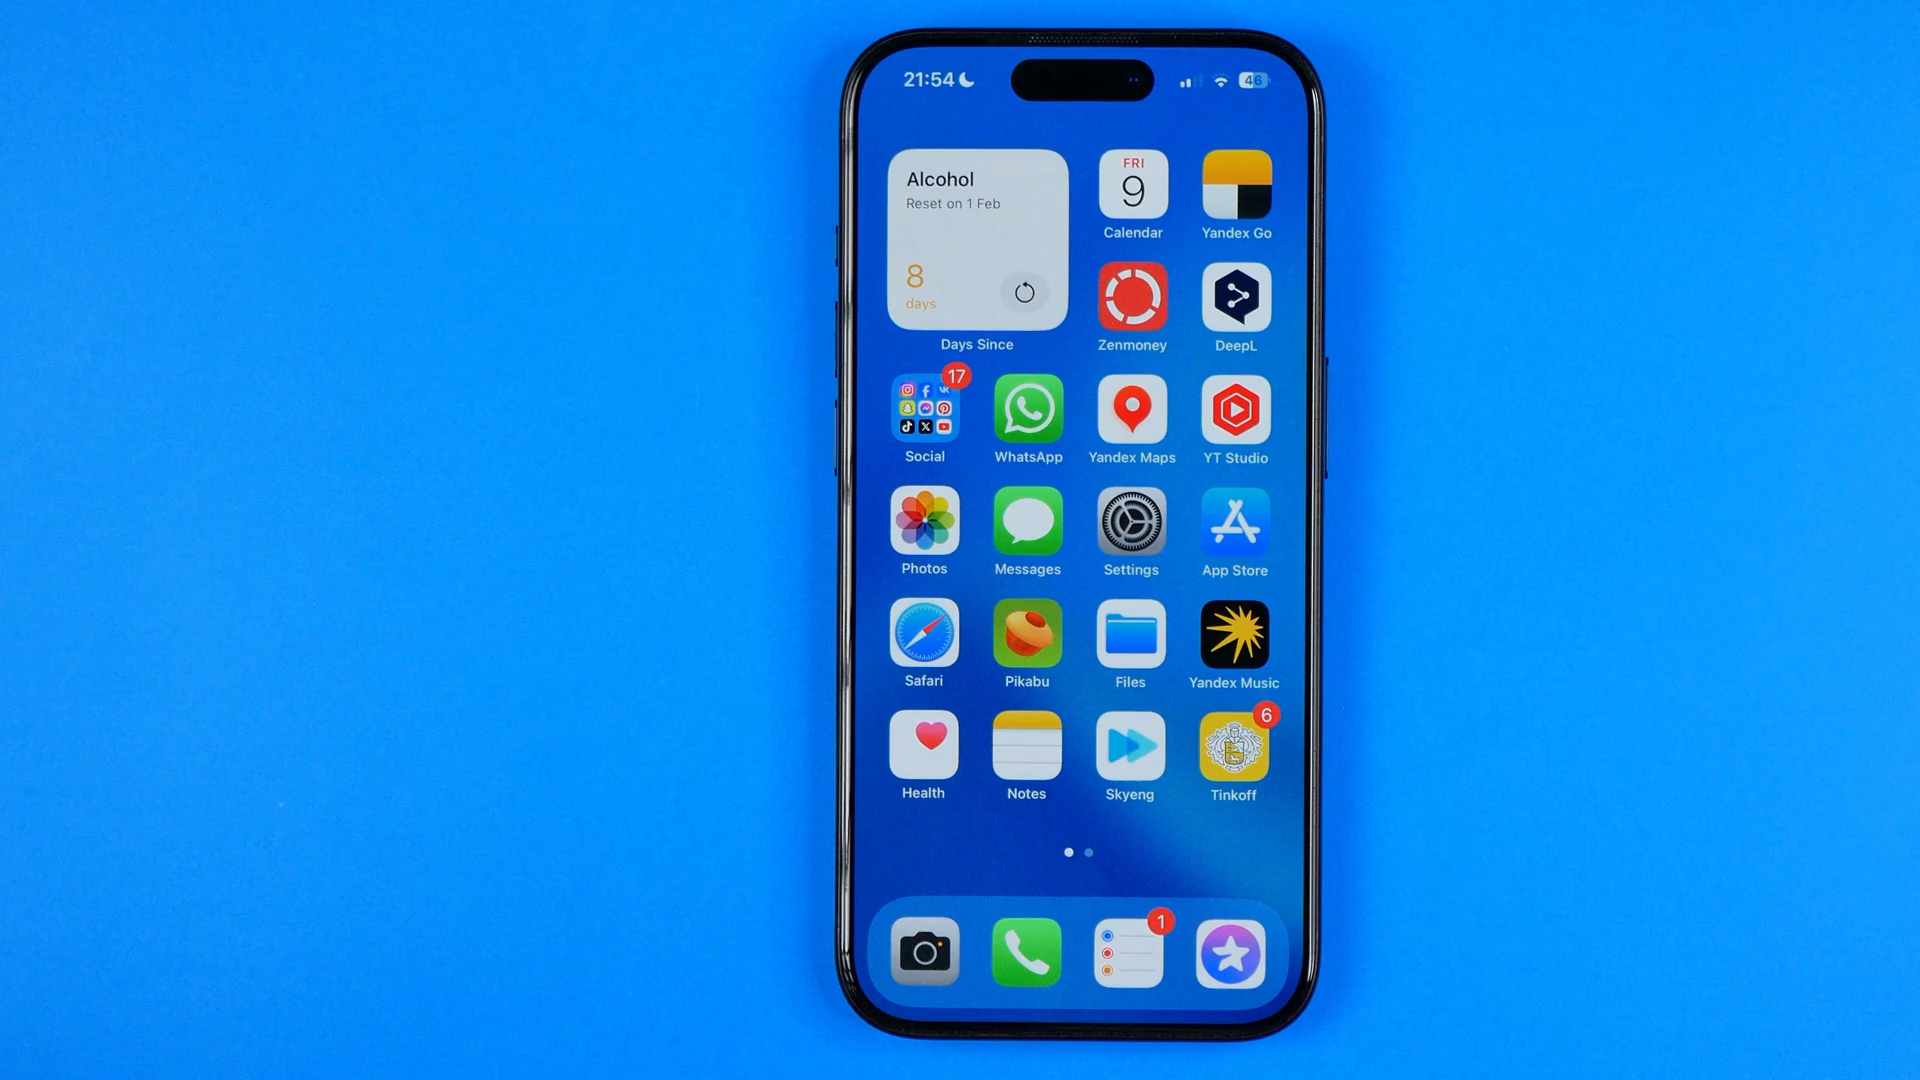 21:54
46
Alcohol
Reset on 1 Feb
8
days
Days Since
FRI
9
Calendar
Yandex Go
Zenmoney
DeepL
17
Social
WhatsApp
Yandex Maps
YT Studio
Photos
Messages
Settings
App Store
Safari
Pikabu
Files
Yandex Music
Health
Notes
Skyeng
6
Tinkoff
1